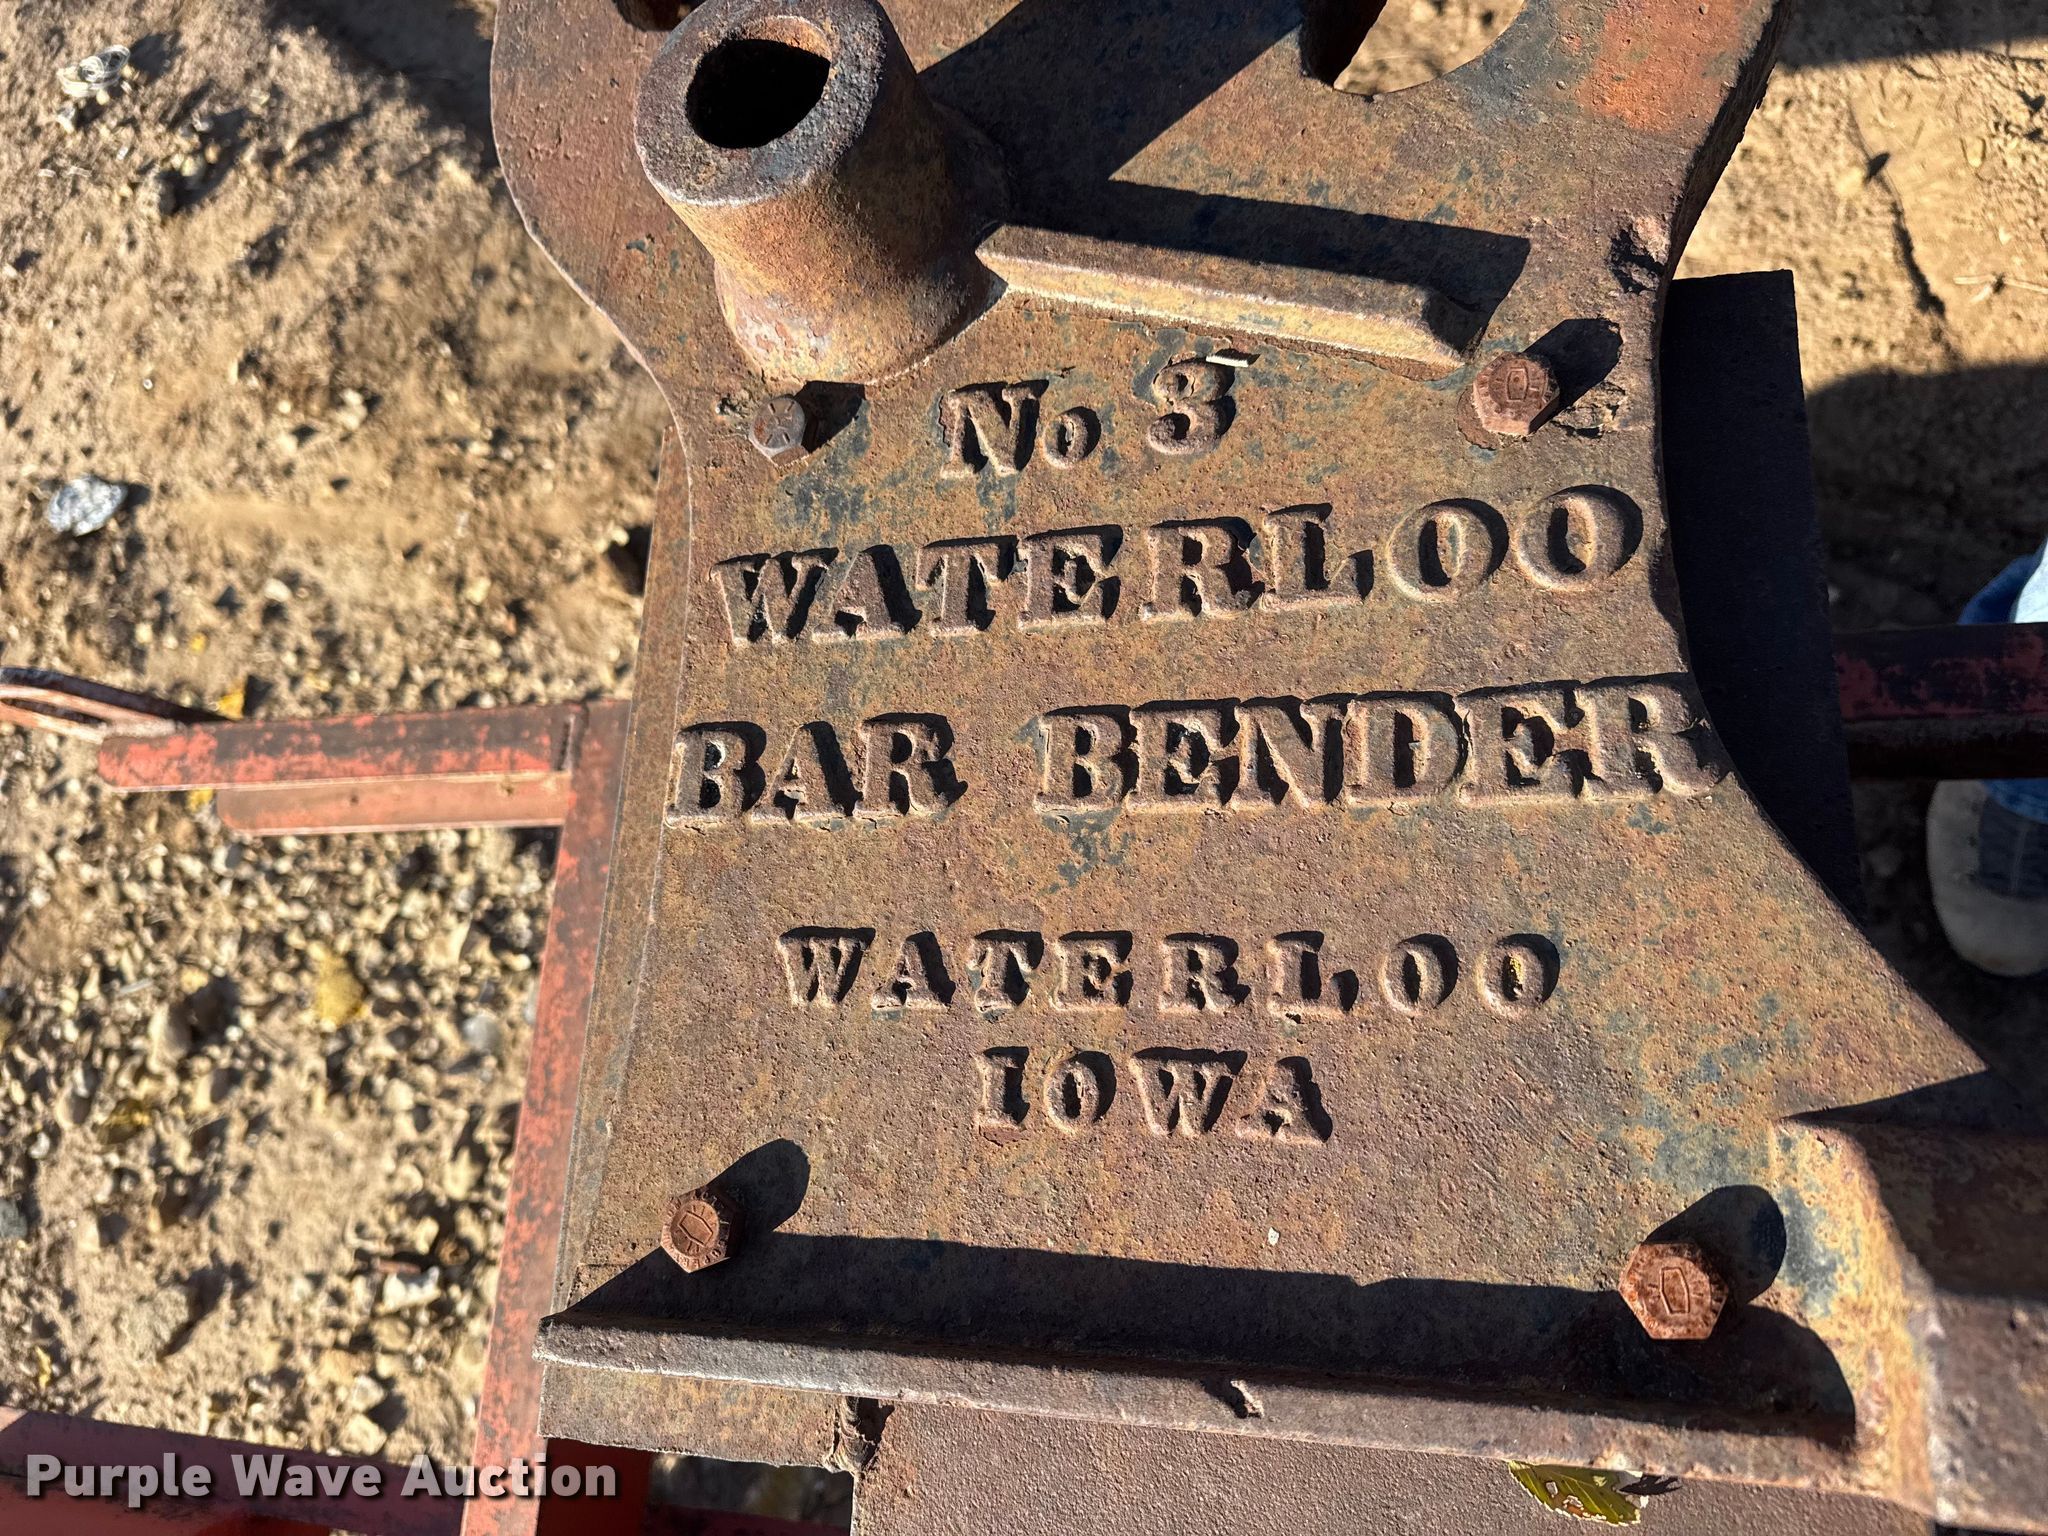 No 3
WATERLOO
BAR BENDER
WATERLOO
IOWA
Purple Wave Auction